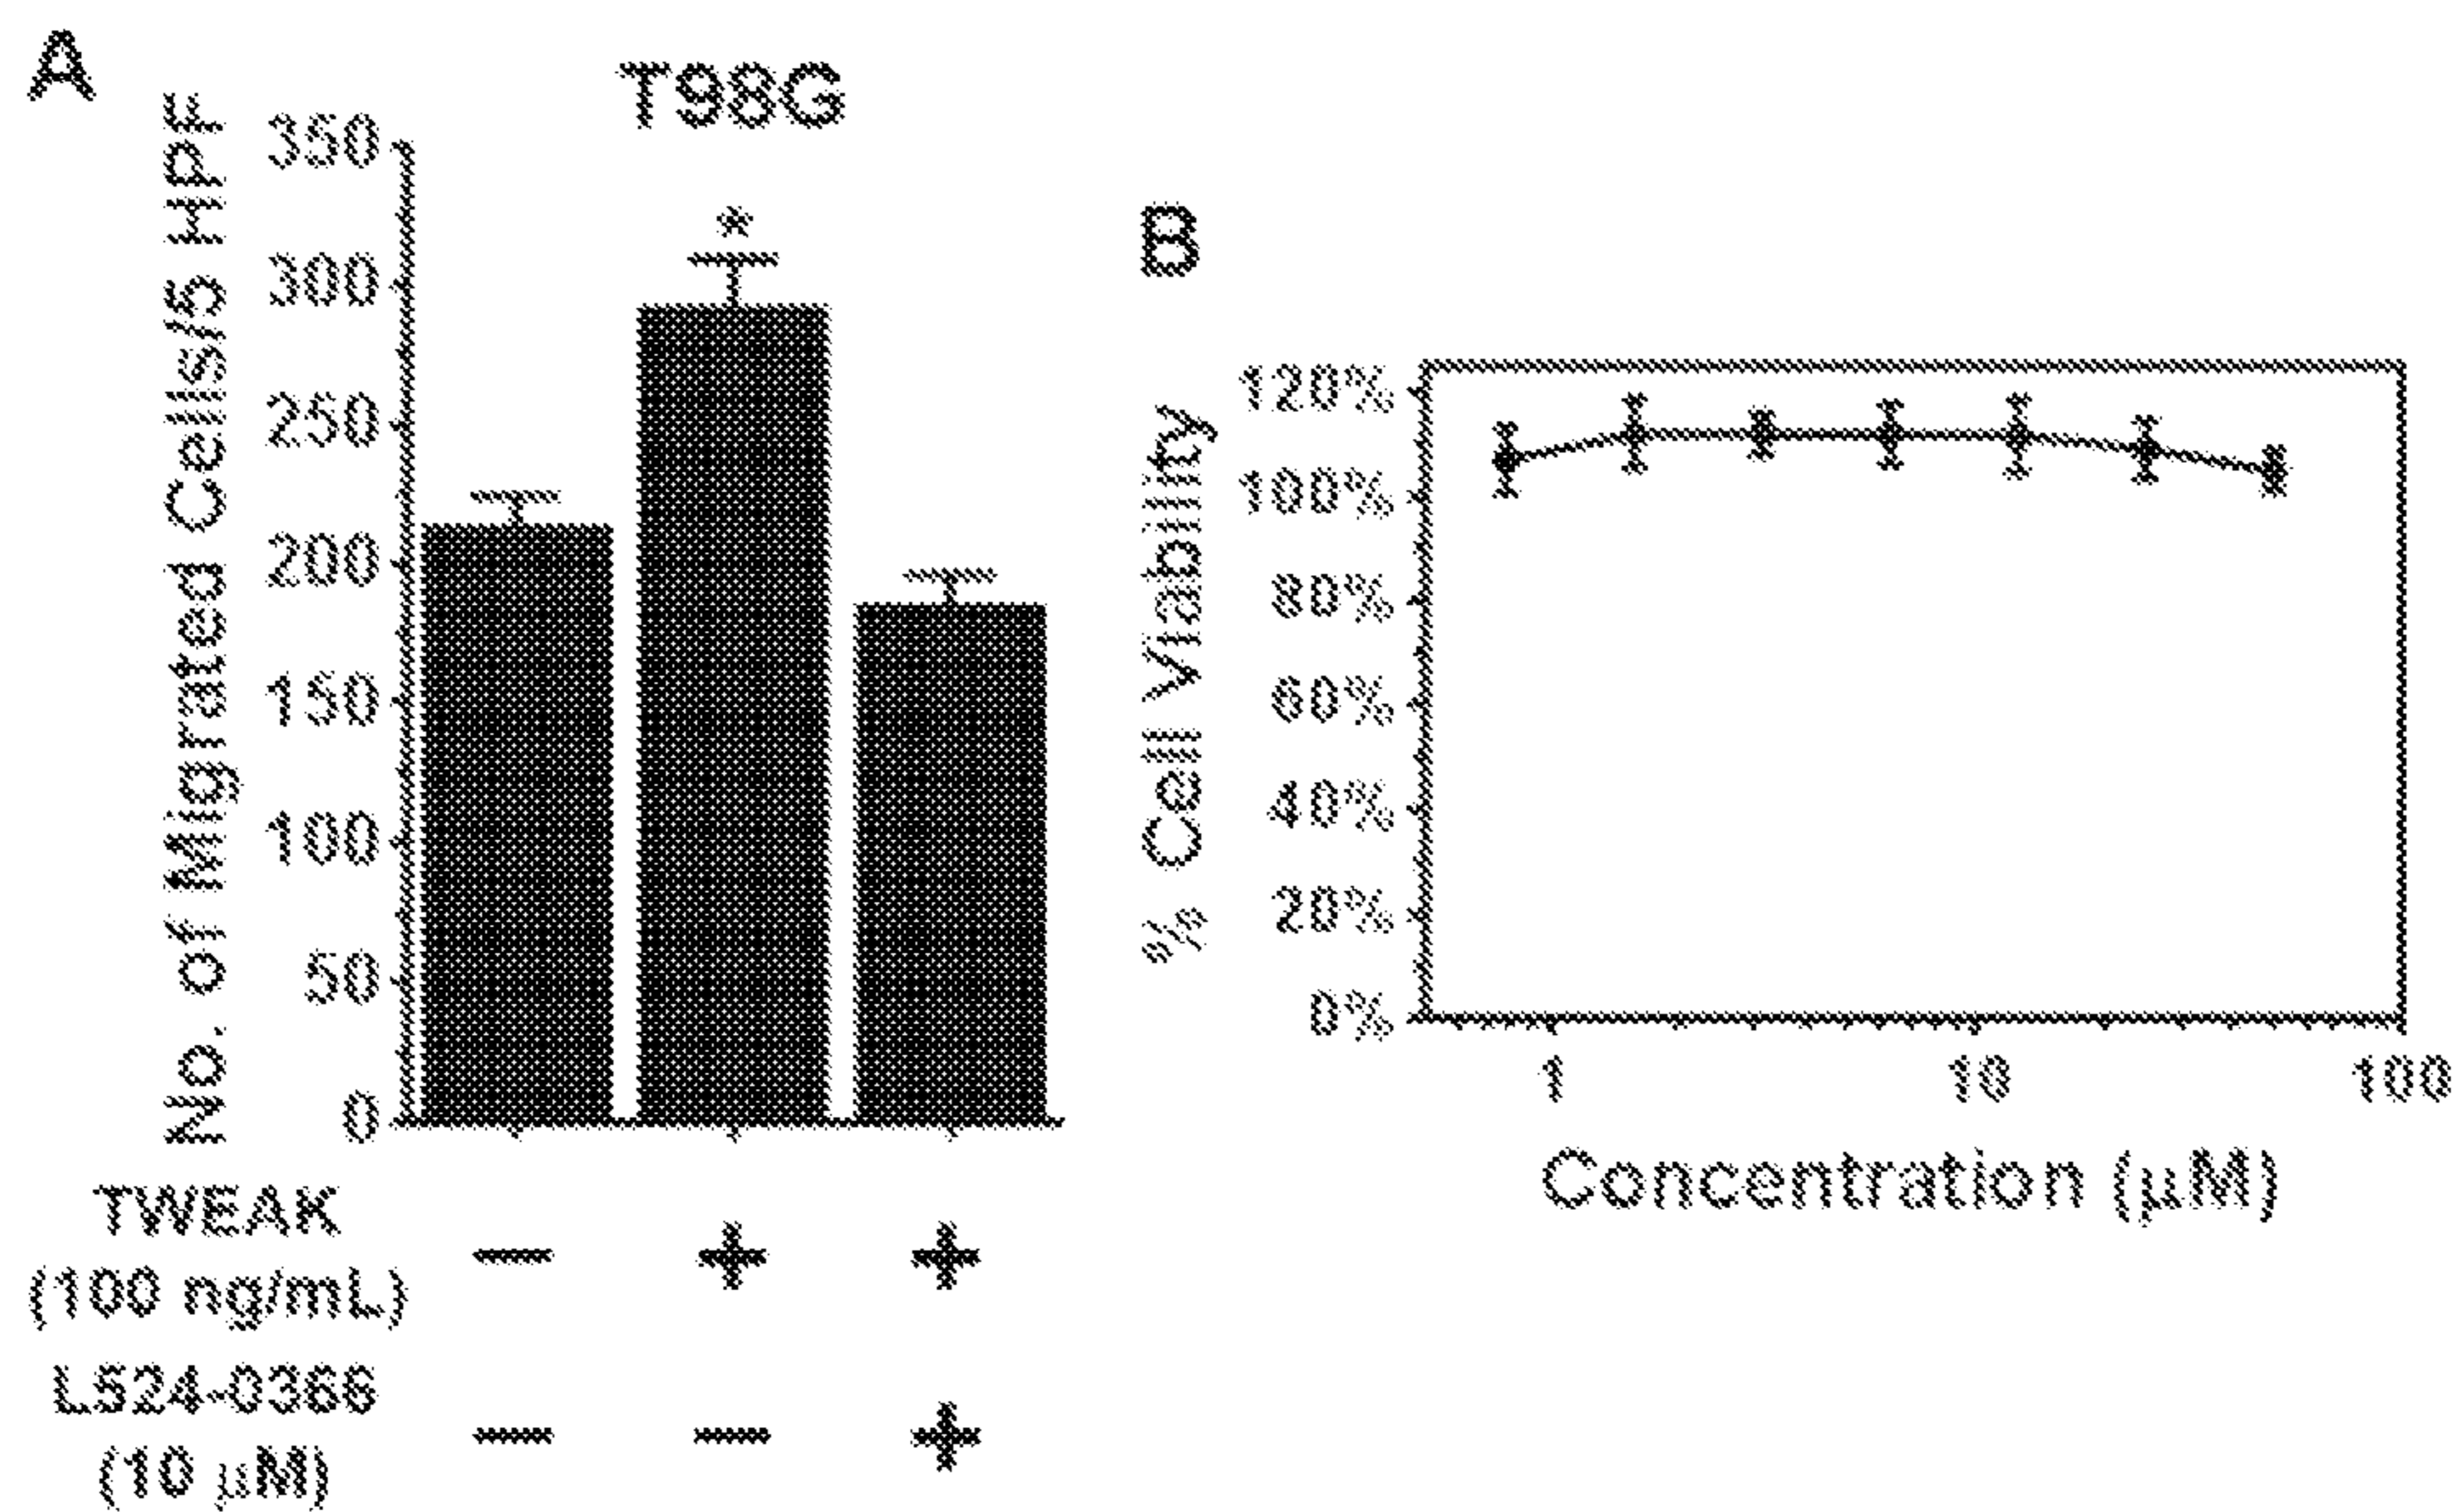 A
T98G
No. of Migrated Cells/5 HPF
350
300
250
200
150
100
50
0
*
TWEAK
(100 ng/mL)
− + +
L524-0366
(10 μM)
− − +
B
% Cell Viability
120%
100%
80%
60%
40%
20%
0%
1 10 100
Concentration (μM)